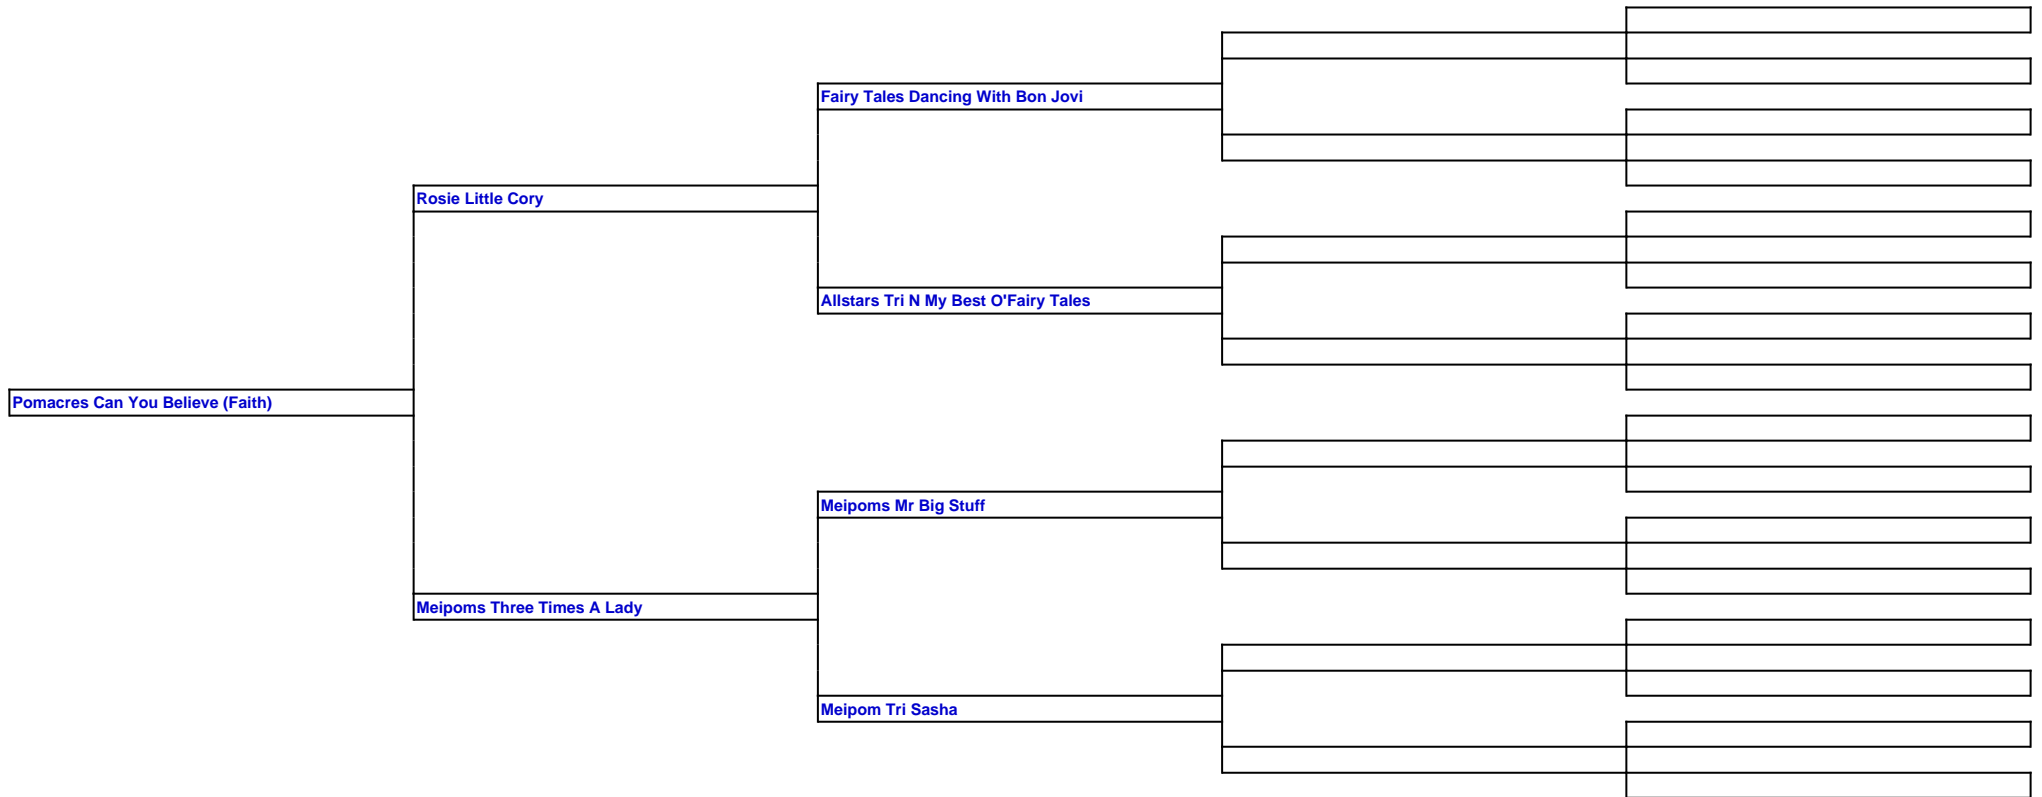 Fairy Tales Dancing With Bon Jovi
Rosie Little Cory
Allstars Tri N My Best O'Fairy Tales
Pomacres Can You Believe (Faith)
Meipoms Mr Big Stuff
Meipoms Three Times A Lady
Meipom Tri Sasha